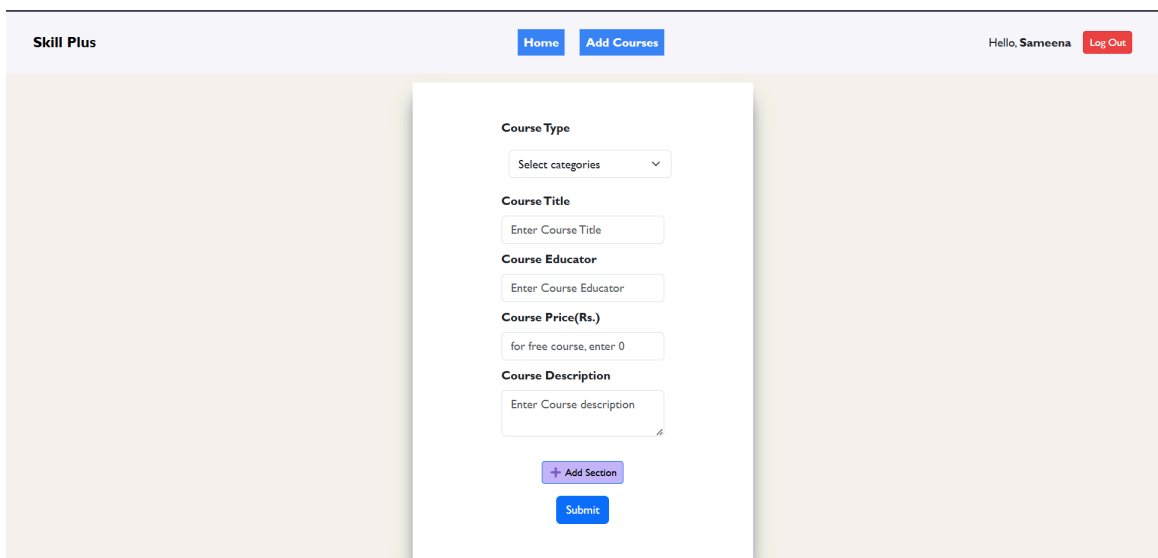 Skill Plus Home Add Courses Hello, Sameena Log Out
Course Type
Select categories
Course Title
Enter Course Title
Course Educator
Enter Course Educator
Course Price(Rs.)
for free course, enter 0
Course Description
Enter Course description
+ Add Section
Submit